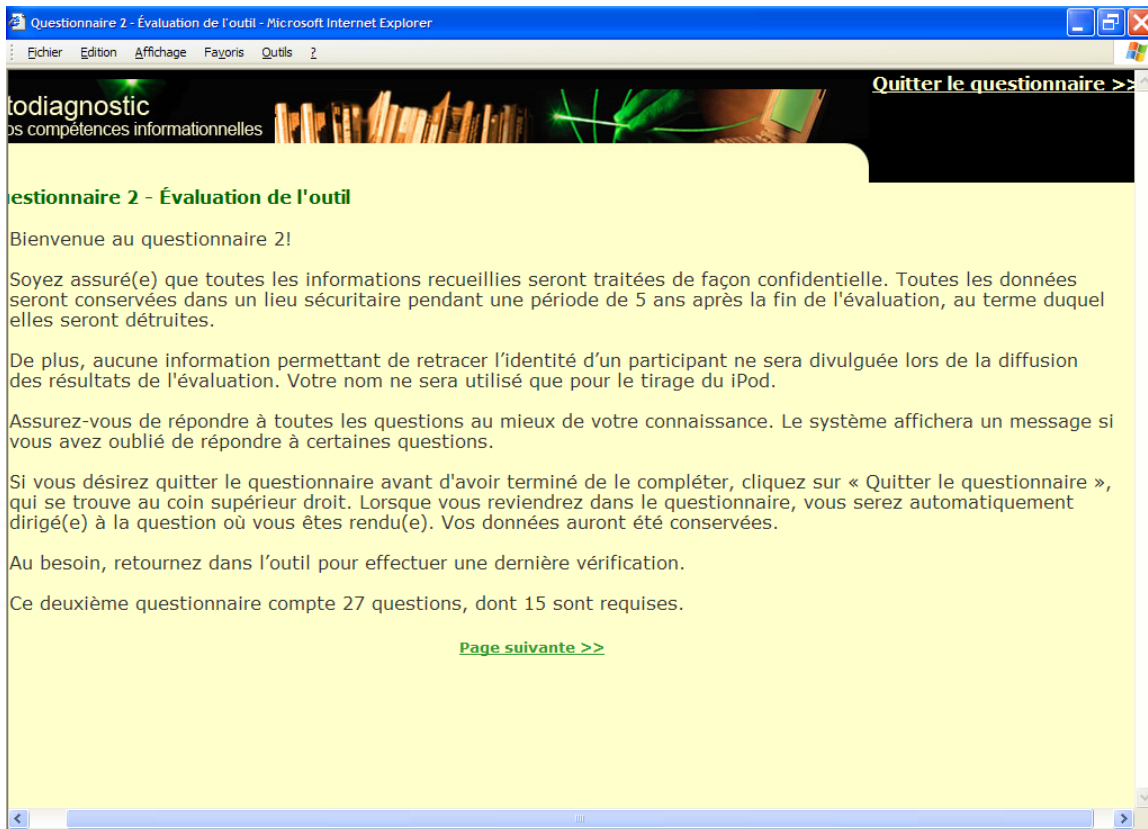 Questionnaire 2 - Évaluation de l'outil - Microsoft Internet Explorer
Fichier Edition Affichage Favoris Outils ?
Quitter le questionnaire >>
todiagnostic
os compétences informationnelles
estionnaire 2 - Évaluation de l'outil
Bienvenue au questionnaire 2!
Soyez assuré(e) que toutes les informations recueillies seront traitées de façon confidentielle. Toutes les données
seront conservées dans un lieu sécuritaire pendant une période de 5 ans après la fin de l'évaluation, au terme duquel
elles seront détruites.
De plus, aucune information permettant de retracer l’identité d’un participant ne sera divulguée lors de la diffusion
des résultats de l'évaluation. Votre nom ne sera utilisé que pour le tirage du iPod.
Assurez-vous de répondre à toutes les questions au mieux de votre connaissance. Le système affichera un message si
vous avez oublié de répondre à certaines questions.
Si vous désirez quitter le questionnaire avant d'avoir terminé de le compléter, cliquez sur « Quitter le questionnaire »,
qui se trouve au coin supérieur droit. Lorsque vous reviendrez dans le questionnaire, vous serez automatiquement
dirigé(e) à la question où vous êtes rendu(e). Vos données auront été conservées.
Au besoin, retournez dans l’outil pour effectuer une dernière vérification.
Ce deuxième questionnaire compte 27 questions, dont 15 sont requises.
Page suivante >>